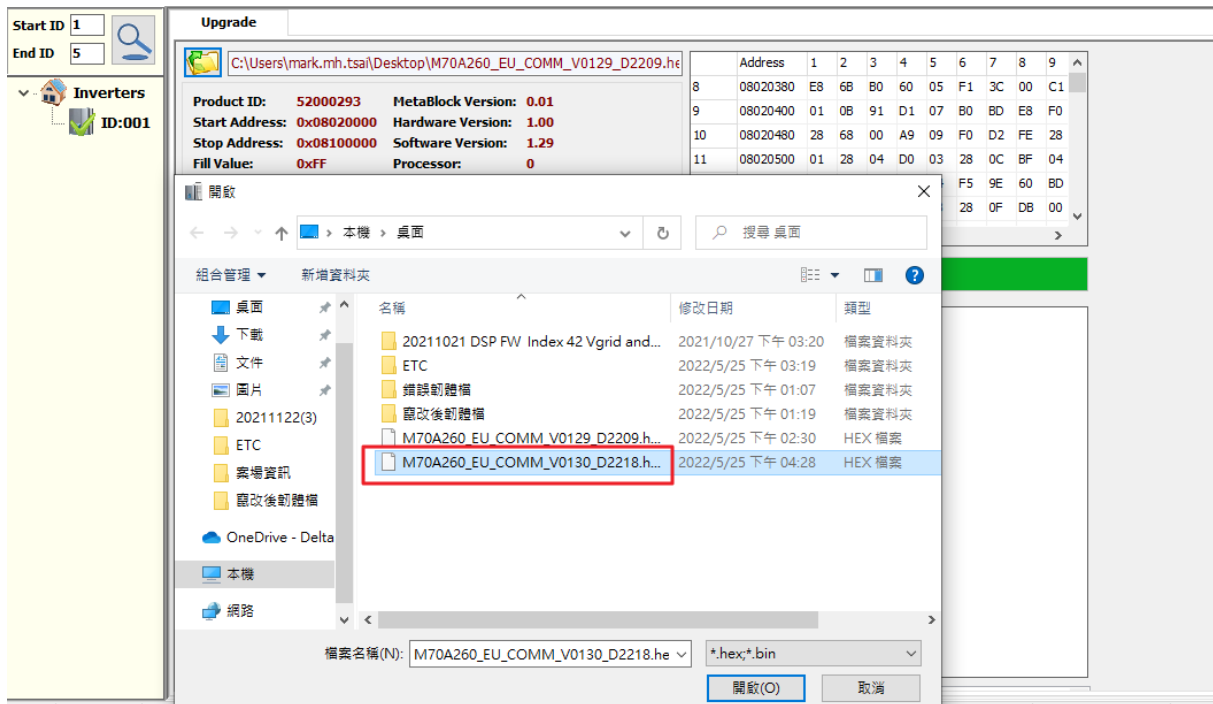 Start ID 1
End ID 5
Inverters
ID:001
Upgrade
C:\Users\mark.mh.tsai\Desktop\M70A260_EU_COMM_V0129_D2209.he
Product ID: 52000293 MetaBlock Version: 0.01
Start Address: 0x08020000 Hardware Version: 1.00
Stop Address: 0x08100000 Software Version: 1.29
Fill Value: 0xFF Processor: 0
Address 1 2 3 4 5 6 7 8 9
8 08020380 E8 6B B0 60 05 F1 3C 00 C1
9 08020400 01 0B 91 D1 07 B0 BD E8 F0
10 08020480 28 68 00 A9 09 F0 D2 FE 28
11 08020500 01 28 04 D0 03 28 0C BF 04
F5 9E 60 BD
28 0F DB 00
開啟
本機 › 桌面
搜尋 桌面
組合管理 新增資料夾
桌面
下載
文件
圖片
20211122(3)
ETC
案場資訊
竄改後韌體檔
OneDrive - Delta
本機
網路
名稱 修改日期 類型
20211021 DSP FW Index 42 Vgrid and... 2021/10/27 下午 03:20 檔案資料夾
ETC 2022/5/25 下午 03:19 檔案資料夾
錯誤韌體檔 2022/5/25 下午 01:07 檔案資料夾
竄改後韌體檔 2022/5/25 下午 01:19 檔案資料夾
M70A260_EU_COMM_V0129_D2209.h... 2022/5/25 下午 02:30 HEX 檔案
M70A260_EU_COMM_V0130_D2218.h... 2022/5/25 下午 04:28 HEX 檔案
檔案名稱(N): M70A260_EU_COMM_V0130_D2218.he *.hex;*.bin
開啟(O) 取消